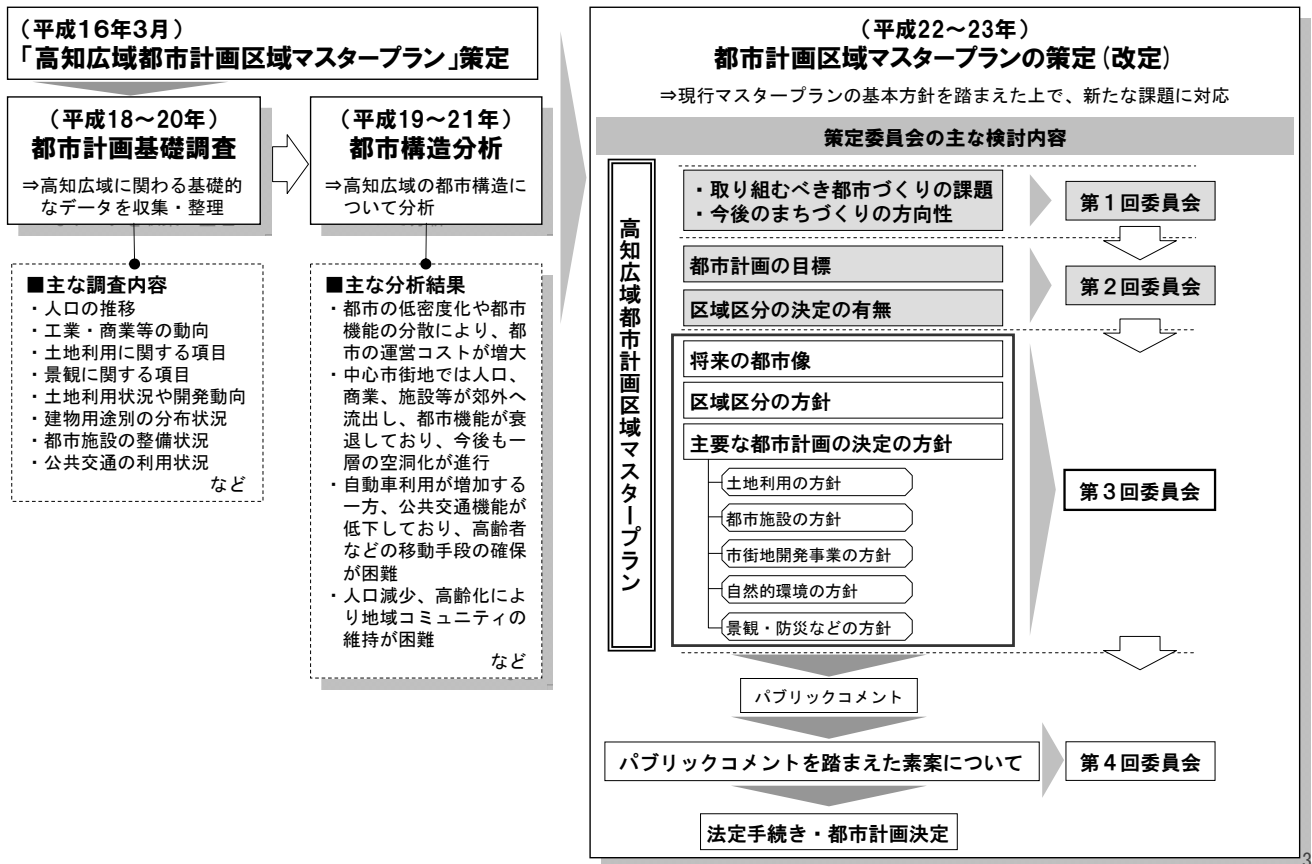 （平成１６年３月）
「高知広域都市計画区域マスタープラン」策定
（平成18～20年）
都市計画基礎調査
⇒高知広域に関わる基礎的
なデータを収集・整理
■主な調査内容
・人口の推移
・工業・商業等の動向
・土地利用に関する項目
・景観に関する項目
・土地利用状況や開発動向
・建物用途別の分布状況
・都市施設の整備状況
・公共交通の利用状況
など
（平成19～21年）
都市構造分析
⇒高知広域の都市構造に
ついて分析
■主な分析結果
・都市の低密度化や都市
機能の分散により、都
市の運営コストが増大
・中心市街地では人口、
商業、施設等が郊外へ
流出し、都市機能が衰
退しており、今後も一
層の空洞化が進行
・自動車利用が増加する
一方、公共交通機能が
低下しており、高齢者
などの移動手段の確保
が困難
・人口減少、高齢化によ
り地域コミュニティの
維持が困難
など
（平成22～23年）
都市計画区域マスタープランの策定（改定）
⇒現行マスタープランの基本方針を踏まえた上で、新たな課題に対応
策定委員会の主な検討内容
高知広域都市計画区域マスタープラン
・取り組むべき都市づくりの課題
・今後のまちづくりの方向性
第１回委員会
都市計画の目標
区域区分の決定の有無
第２回委員会
将来の都市像
区域区分の方針
主要な都市計画の決定の方針
土地利用の方針
都市施設の方針
市街地開発事業の方針
自然的環境の方針
景観・防災などの方針
第３回委員会
パブリックコメント
パブリックコメントを踏まえた素案について
第４回委員会
法定手続き・都市計画決定
3